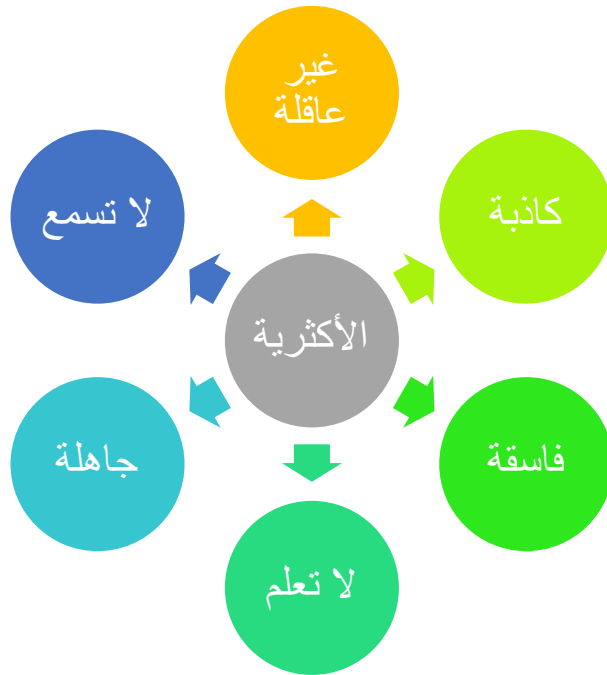 غير
عاقلة
كاذبة
لا تسمع
الأكثرية
فاسقة
جاهلة
لا تعلم